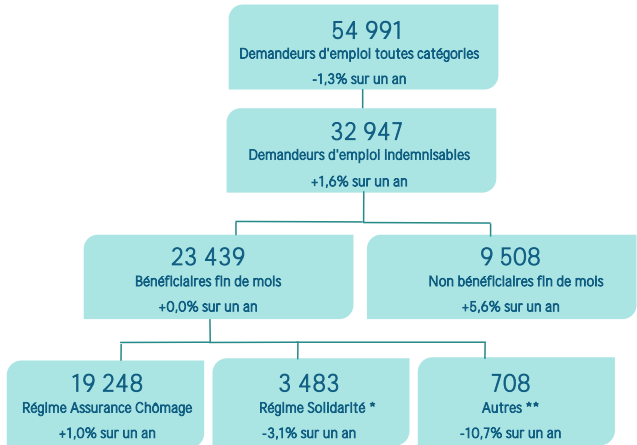 54 991
Demandeurs d'emploi toutes catégories
-1,3% sur un an
32 947
Demandeurs d'emploi indemnisables
+1,6% sur un an
23 439
Bénéficiaires fin de mois
+0,0% sur un an
9 508
Non bénéficiaires fin de mois
+5,6% sur un an
19 248
Régime Assurance Chômage
+1,0% sur un an
3 483
Régime Solidarité *
-3,1% sur un an
708
Autres **
-10,7% sur un an